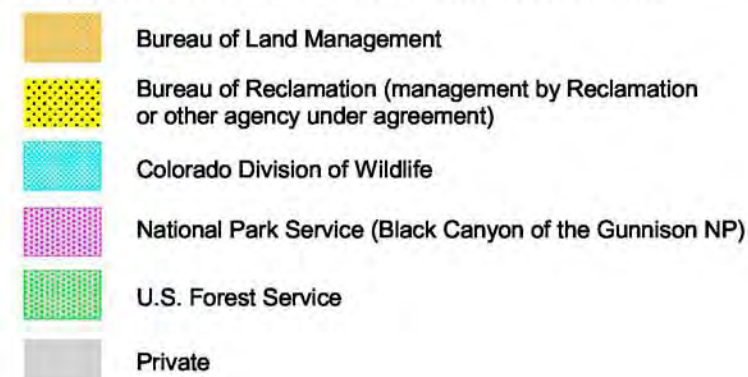 Bureau of Land Management
Bureau of Reclamation (management by Reclamation
or other agency under agreement)
Colorado Division of Wildlife
National Park Service (Black Canyon of the Gunnison NP)
U.S. Forest Service
Private